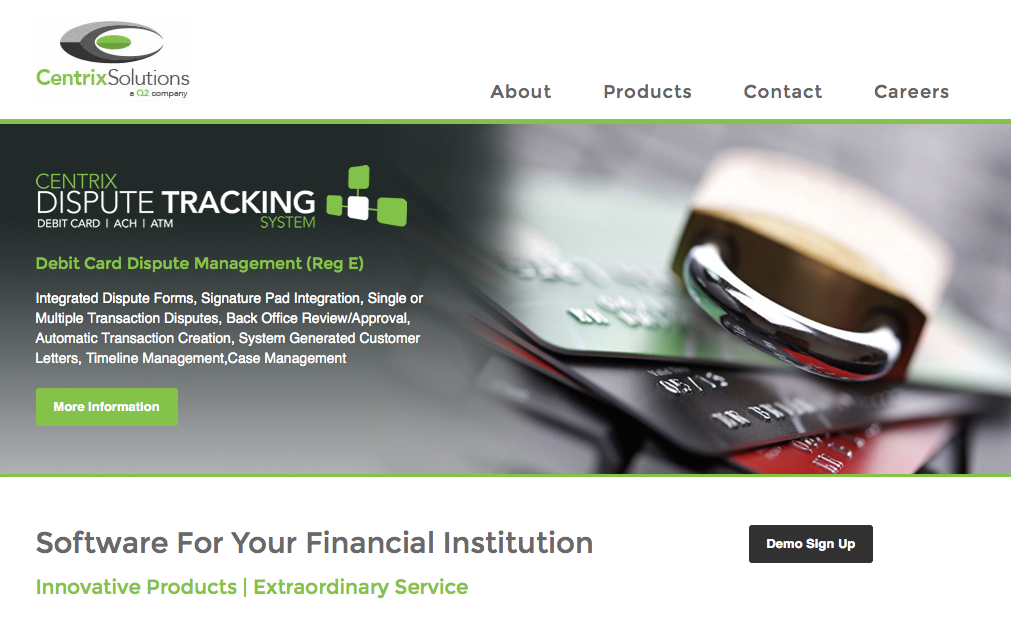 CentrixSolutions
a Q2 company
About Products Contact Careers
CENTRIX
DISPUTE TRACKING
DEBIT CARD | ACH | ATM SYSTEM
Debit Card Dispute Management (Reg E)
Integrated Dispute Forms, Signature Pad Integration, Single or
Multiple Transaction Disputes, Back Office Review/Approval,
Automatic Transaction Creation, System Generated Customer
Letters, Timeline Management,Case Management
More Information
05/13
Software For Your Financial Institution
Demo Sign Up
Innovative Products | Extraordinary Service